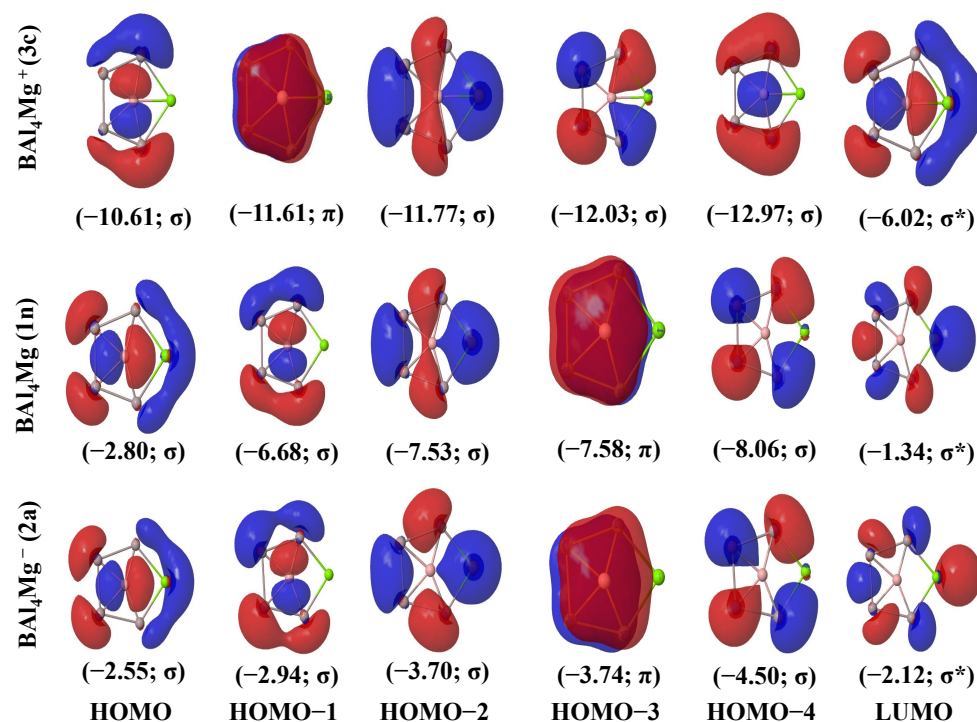 BAl₄Mg⁺ (3c)
(−10.61; σ) (−11.61; π) (−11.77; σ) (−12.03; σ) (−12.97; σ) (−6.02; σ*)
BAl₄Mg (1n)
(−2.80; σ) (−6.68; σ) (−7.53; σ) (−7.58; π) (−8.06; σ) (−1.34; σ*)
BAl₄Mg⁻ (2a)
(−2.55; σ) (−2.94; σ) (−3.70; σ) (−3.74; π) (−4.50; σ) (−2.12; σ*)
HOMO HOMO−1 HOMO−2 HOMO−3 HOMO−4 LUMO